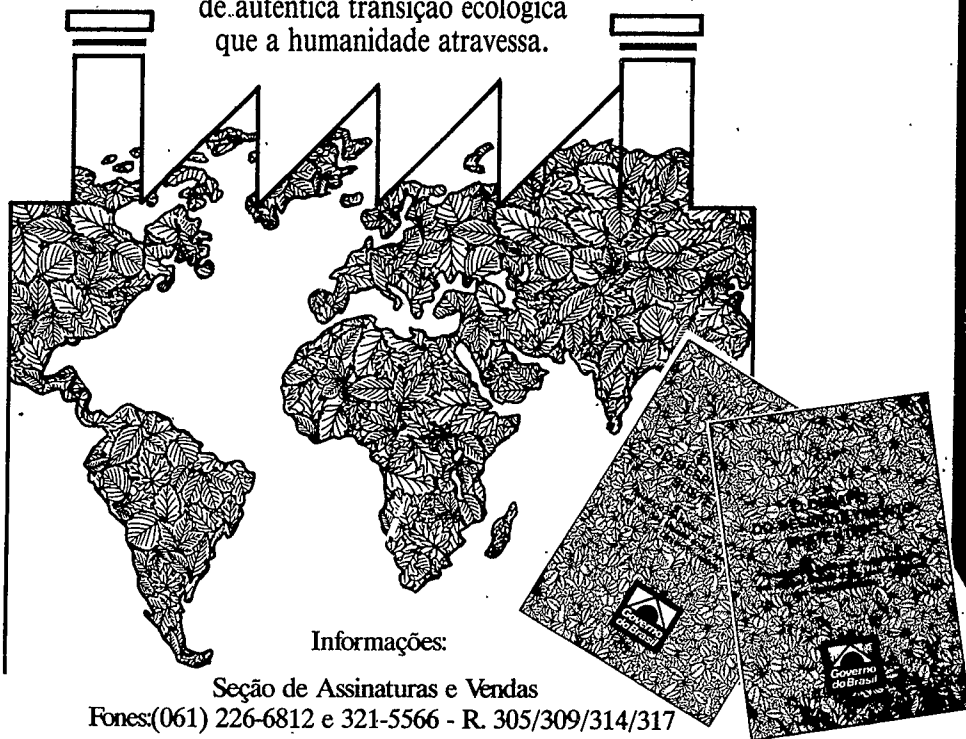 de autêntica transição ecológica
que a humanidade atravessa.
Governo
do Brasil
Governo
do Brasil
Informações:
Seção de Assinaturas e Vendas
Fones:(061) 226-6812 e 321-5566 - R. 305/309/314/317